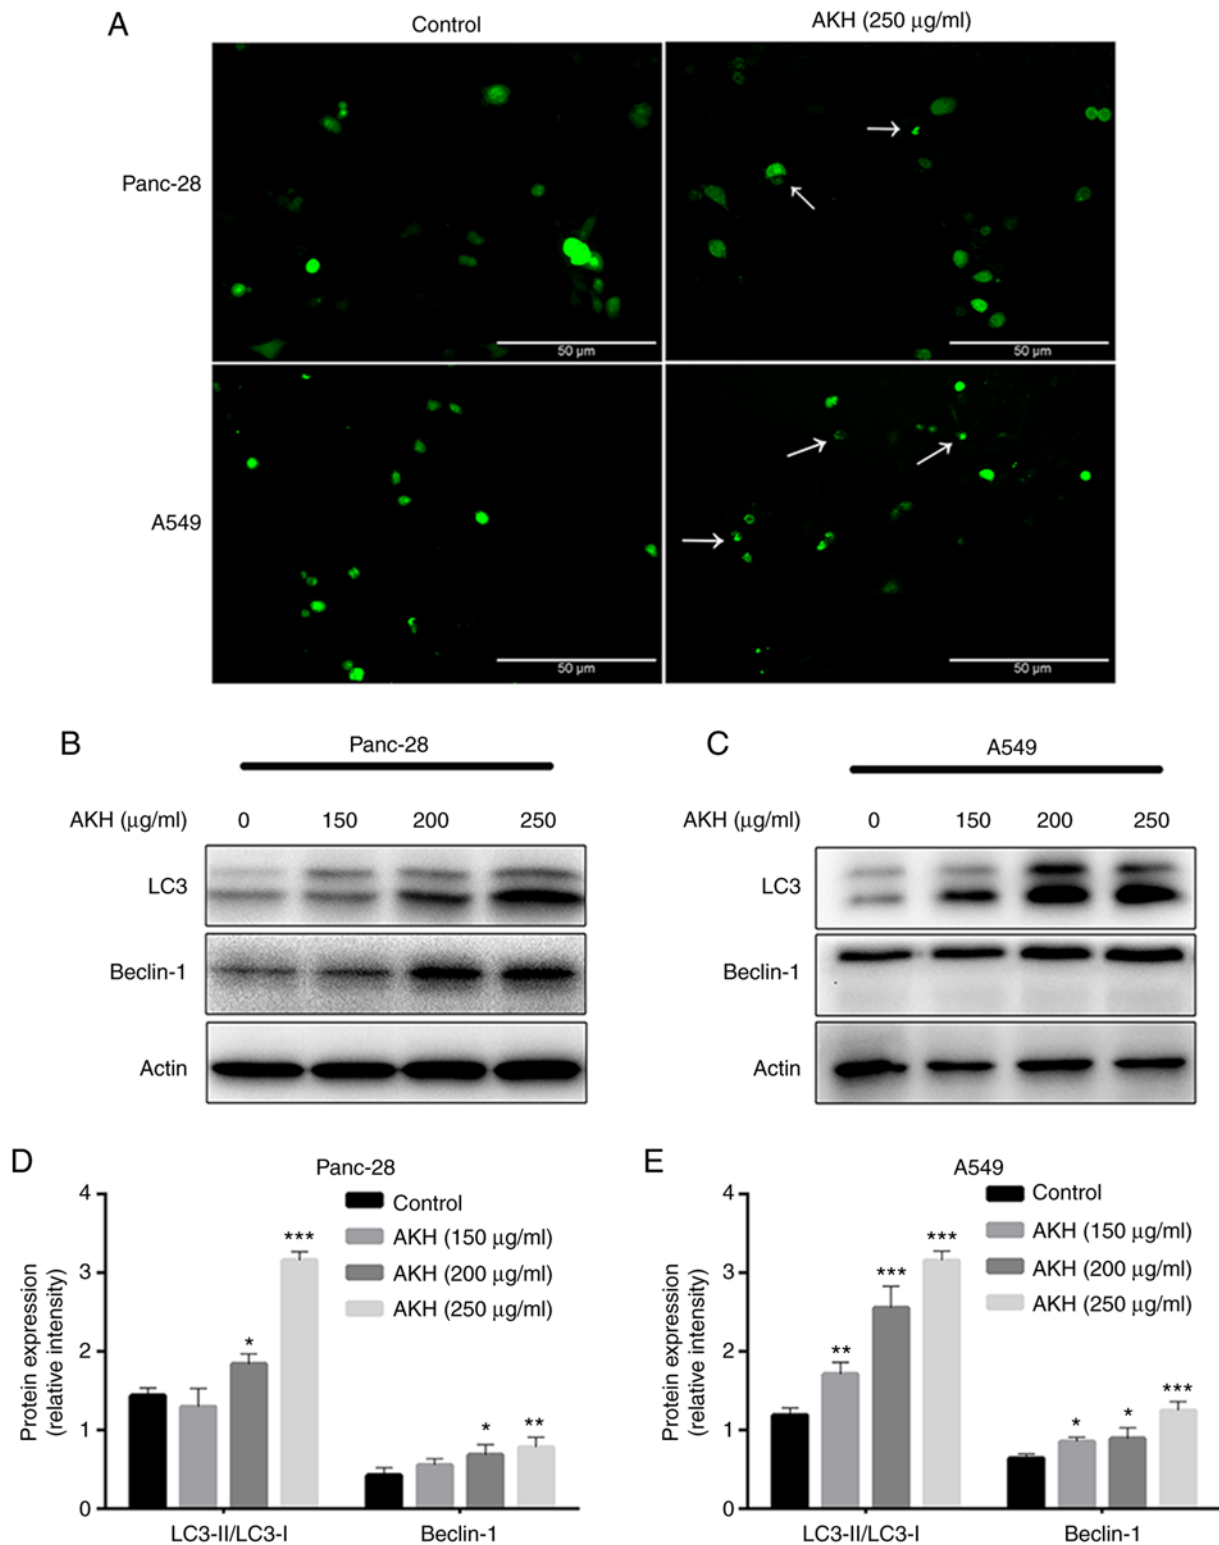 A
Control
AKH (250 µg/ml)
Panc-28
50 µm
50 µm
A549
50 µm
50 µm
B
Panc-28
AKH (µg/ml) 0 150 200 250
LC3
Beclin-1
Actin
C
A549
AKH (µg/ml) 0 150 200 250
LC3
Beclin-1
Actin
D
Panc-28
Protein expression
(relative intensity)
4
3
2
1
0
Control
AKH (150 µg/ml)
AKH (200 µg/ml)
AKH (250 µg/ml)
*
***
*
**
LC3-II/LC3-I
Beclin-1
E
A549
Protein expression
(relative intensity)
4
3
2
1
0
Control
AKH (150 µg/ml)
AKH (200 µg/ml)
AKH (250 µg/ml)
**
***
***
*
*
***
LC3-II/LC3-I
Beclin-1